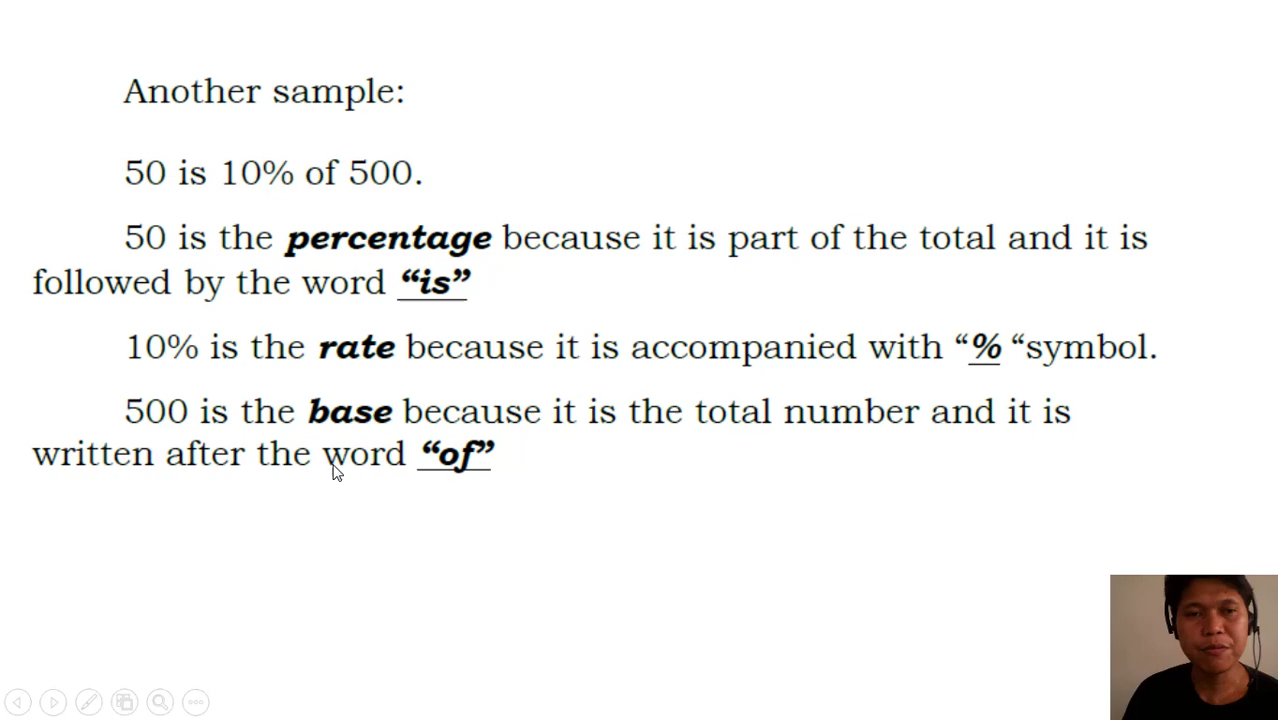 Another sample:
50 is 10% of 500.
50 is the percentage because it is part of the total and it is
followed by the word “is”
10% is the rate because it is accompanied with “% “symbol.
500 is the base because it is the total number and it is
written after the word “of”